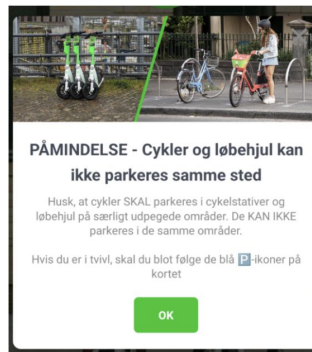 PÅMINDELSE - Cykler og løbehjul kan
ikke parkeres samme sted
Husk, at cykler SKAL parkeres i cykelstativer og
løbehjul på særligt udpegede områder. De KAN IKKE
parkeres i de samme områder.
Hvis du er i tvivl, skal du blot følge de blå 🅿️-ikoner på
kortet
OK